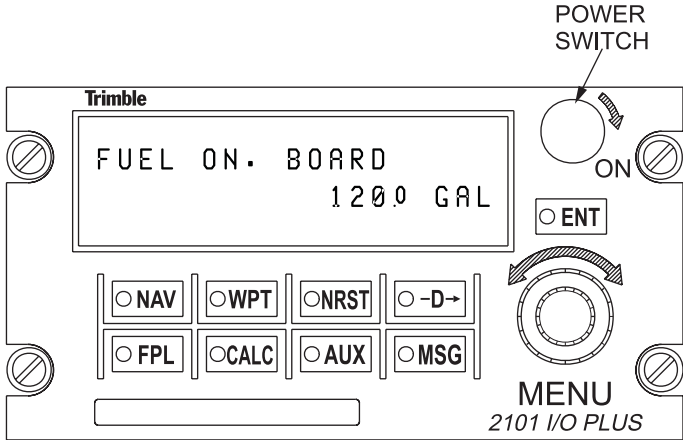 POWER
SWITCH
Trimble
FUEL ON. BOARD
120.0 GAL
ON
ENT
NAV WPT NRST -D→
FPL CALC AUX MSG
MENU
2101 I/O PLUS